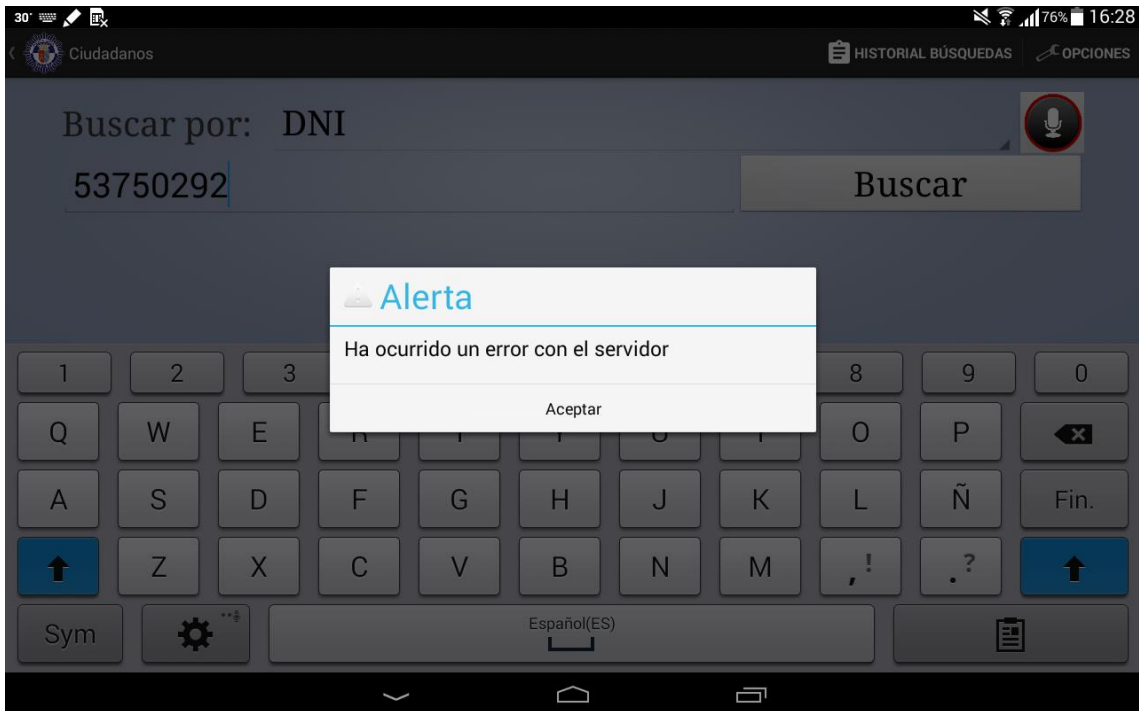 30°
76% 16:28
Ciudadanos
HISTORIAL BÚSQUEDAS
OPCIONES
Buscar por: DNI
53750292
Buscar
Alerta
Ha ocurrido un error con el servidor
Aceptar
1 2 3 8 9 0
Q W E O P
A S D F G H J K L Ñ Fin.
Z X C V B N M , ! . ?
Sym
Español(ES)